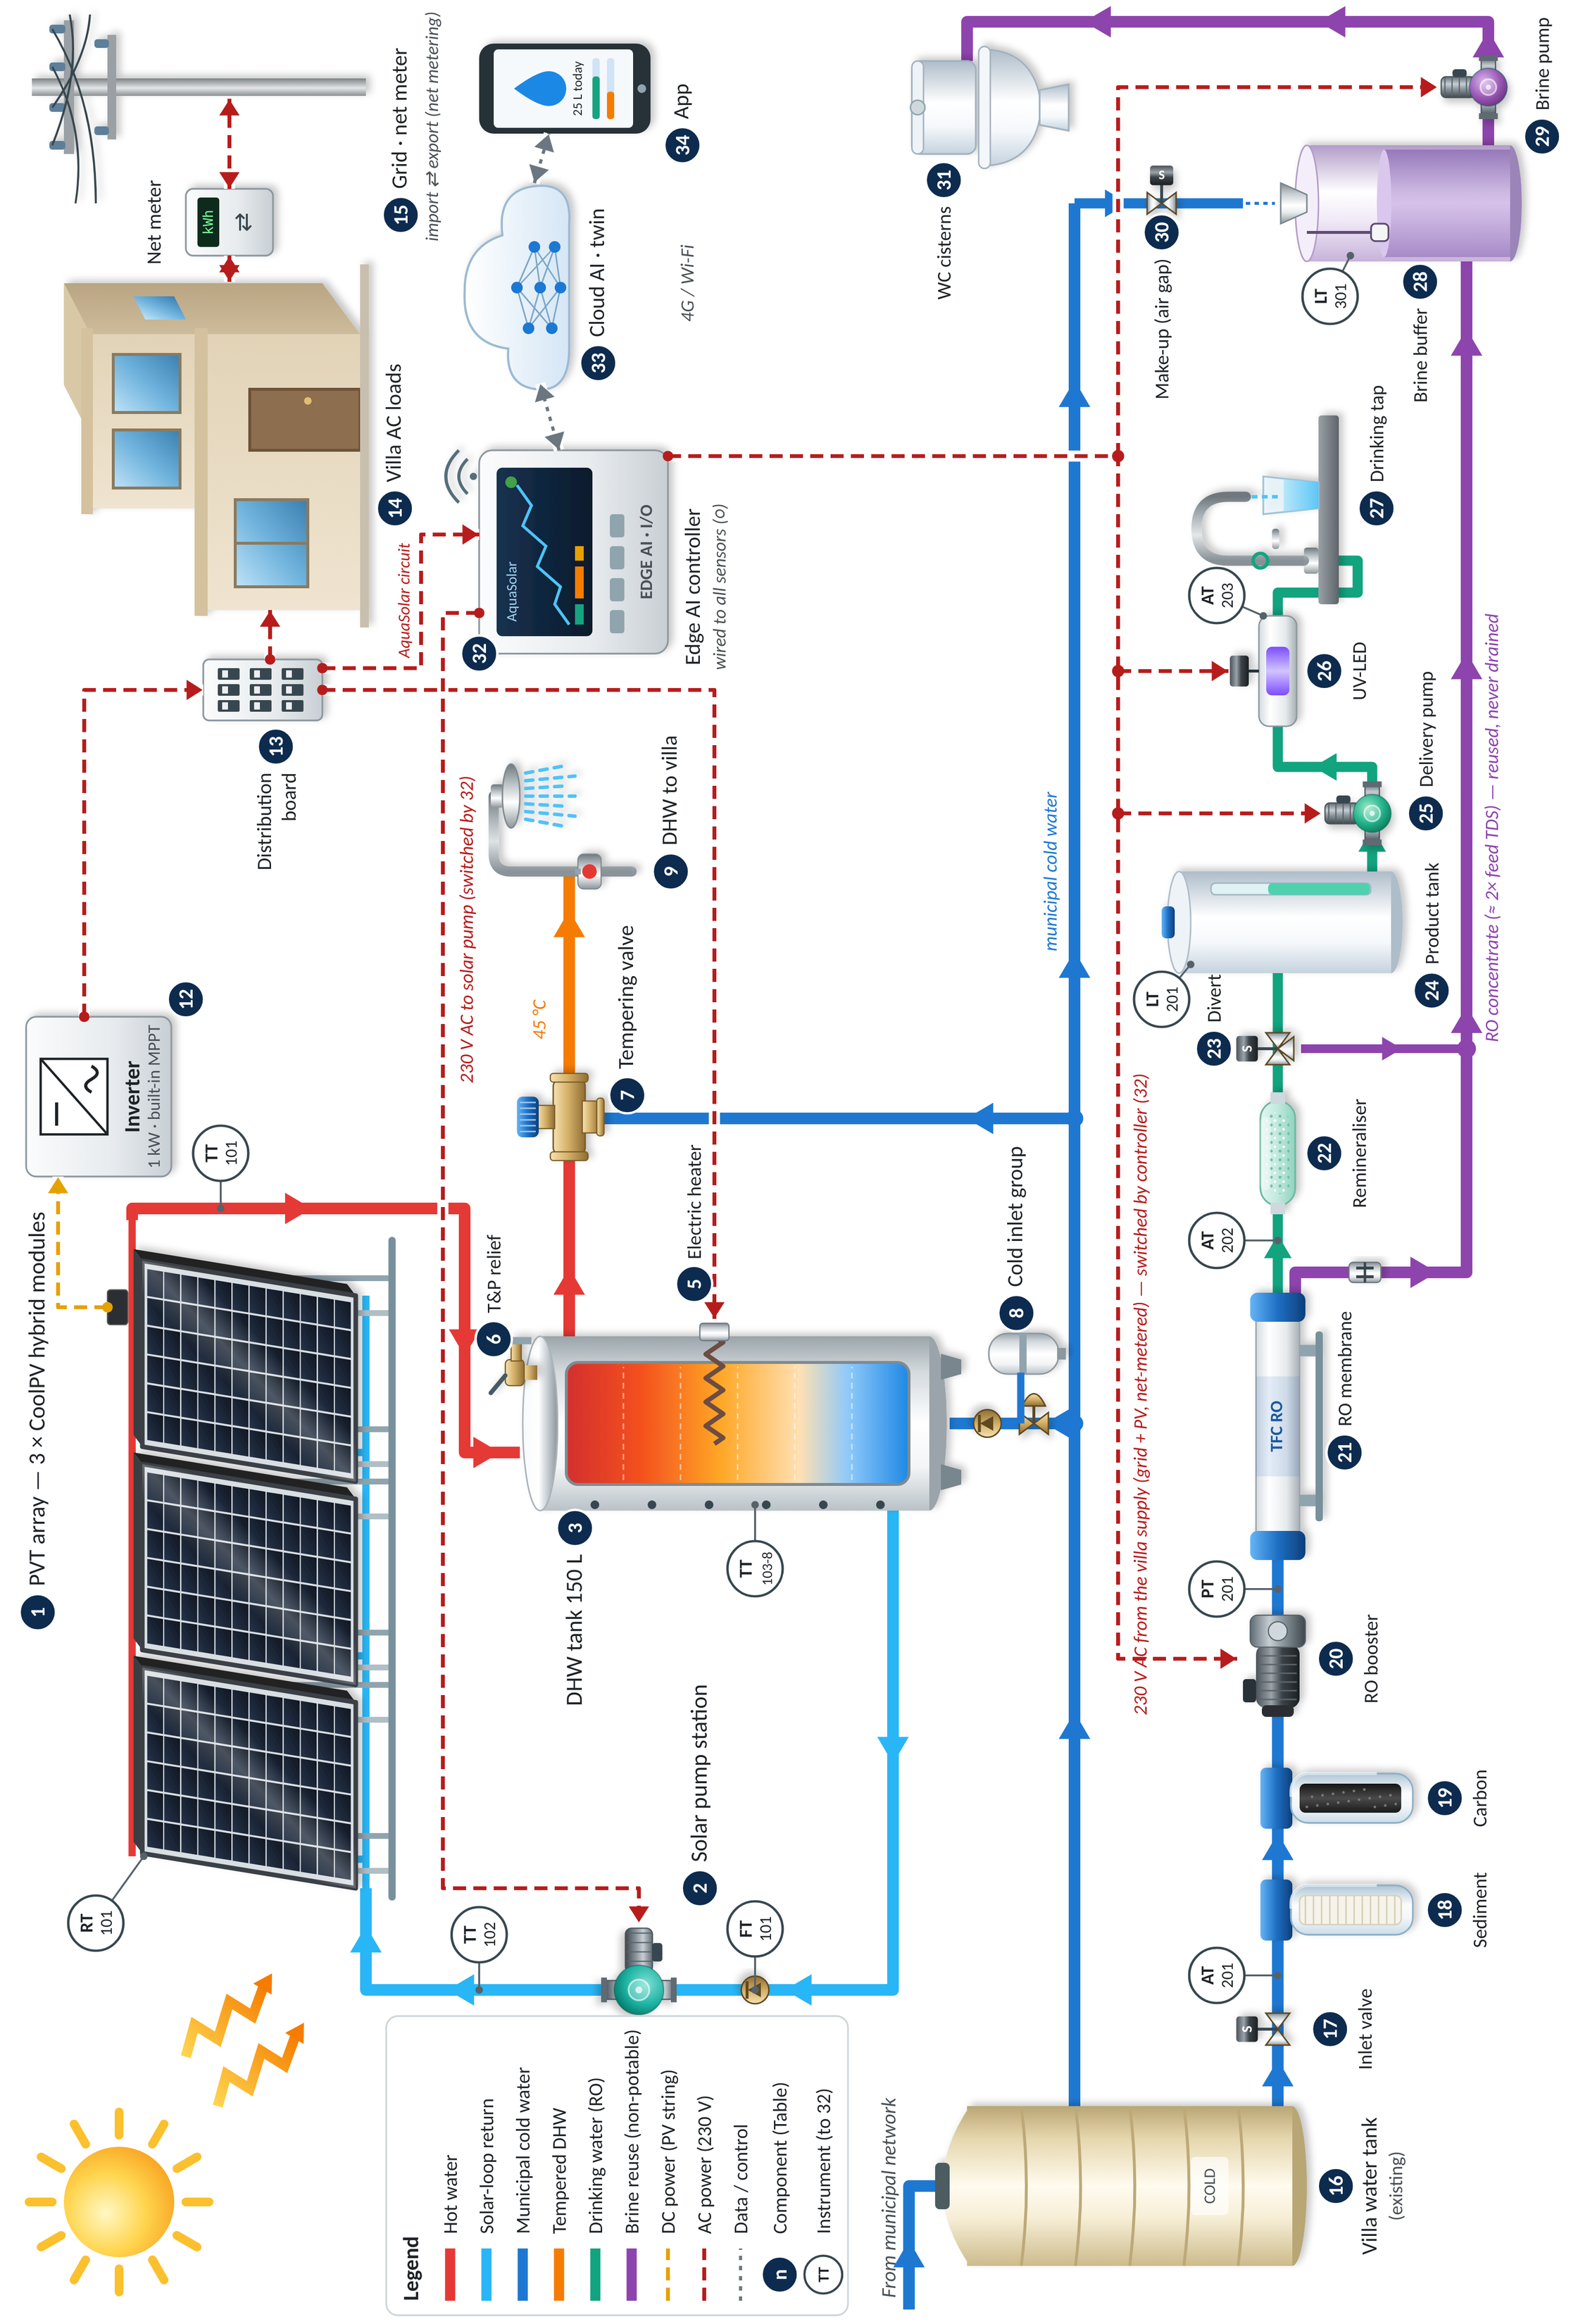 1 PVT array — 3 × CoolPV hybrid modules
RT
101
TT
101
Inverter
1 kW · built-in MPPT
12
13
Distribution
board
14 Villa AC loads
Net meter
kWh
⇄
15 Grid · net meter
import ⇄ export (net metering)
AquaSolar circuit
230 V AC to solar pump (switched by 32)
TT
102
2 Solar pump station
FT
101
3
DHW tank 150 L
TT
103-8
6 T&P relief
5 Electric heater
45 °C
7 Tempering valve
9 DHW to villa
8 Cold inlet group
32
AquaSolar
EDGE AI · I/O
Edge AI controller
wired to all sensors (o)
33 Cloud AI · twin
4G / Wi-Fi
25 L today
34 App
Legend
Hot water
Solar-loop return
Municipal cold water
Tempered DHW
Drinking water (RO)
Brine reuse (non-potable)
DC power (PV string)
AC power (230 V)
Data / control
n Component (Table)
TT Instrument (to 32)
From municipal network
municipal cold water
230 V AC from the villa supply (grid + PV, net-metered) — switched by controller (32)
COLD
16
Villa water tank
(existing)
S
17
Inlet valve
AT
201
18
Sediment
19
Carbon
20
RO booster
PT
201
TFC RO
21 RO membrane
AT
202
22
Remineraliser
23 Divert
S
LT
201
24 Product tank
25 Delivery pump
26
UV-LED
AT
203
27 Drinking tap
RO concentrate (≈ 2× feed TDS) — reused, never drained
Brine buffer 28
LT
301
29 Brine pump
Make-up (air gap) 30
S
WC cisterns 31